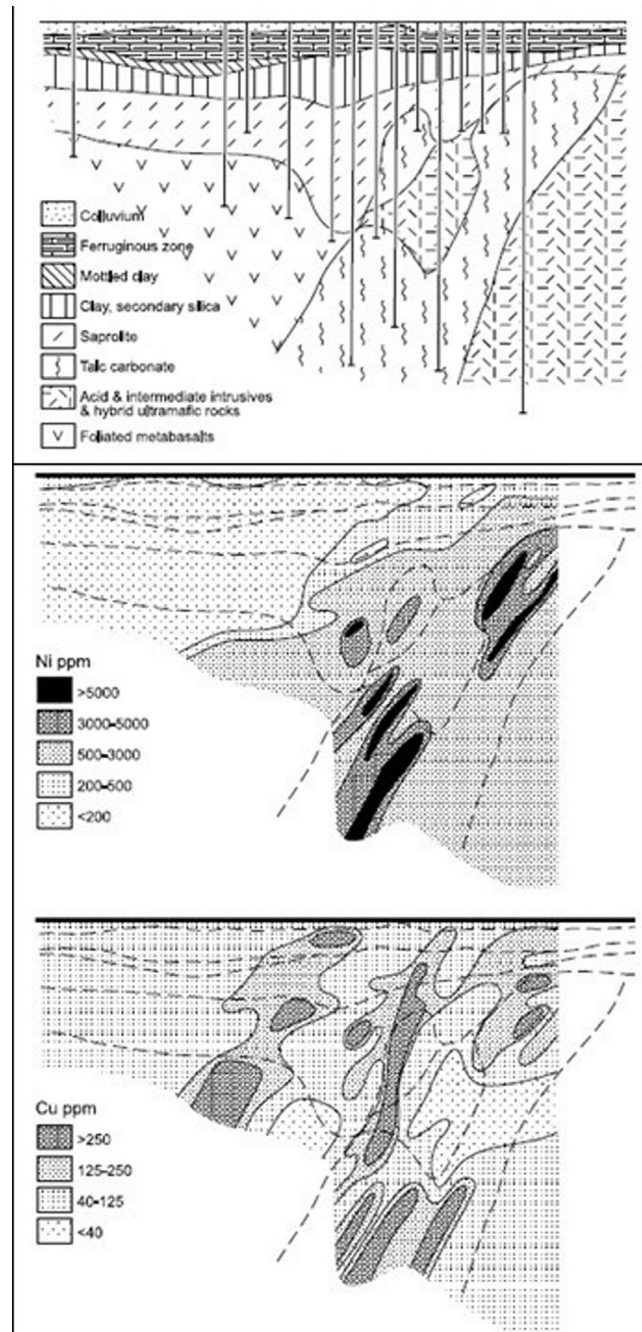 Colluvium
Ferruginous zone
Mottled clay
Clay, secondary silica
Saprolite
Talc carbonate
Acid & intermediate intrusives
& hybrid ultramafic rocks
Foliated metabasalts
Ni ppm
>5000
3000-5000
500-3000
200-500
<200
Cu ppm
>250
125-250
40-125
<40